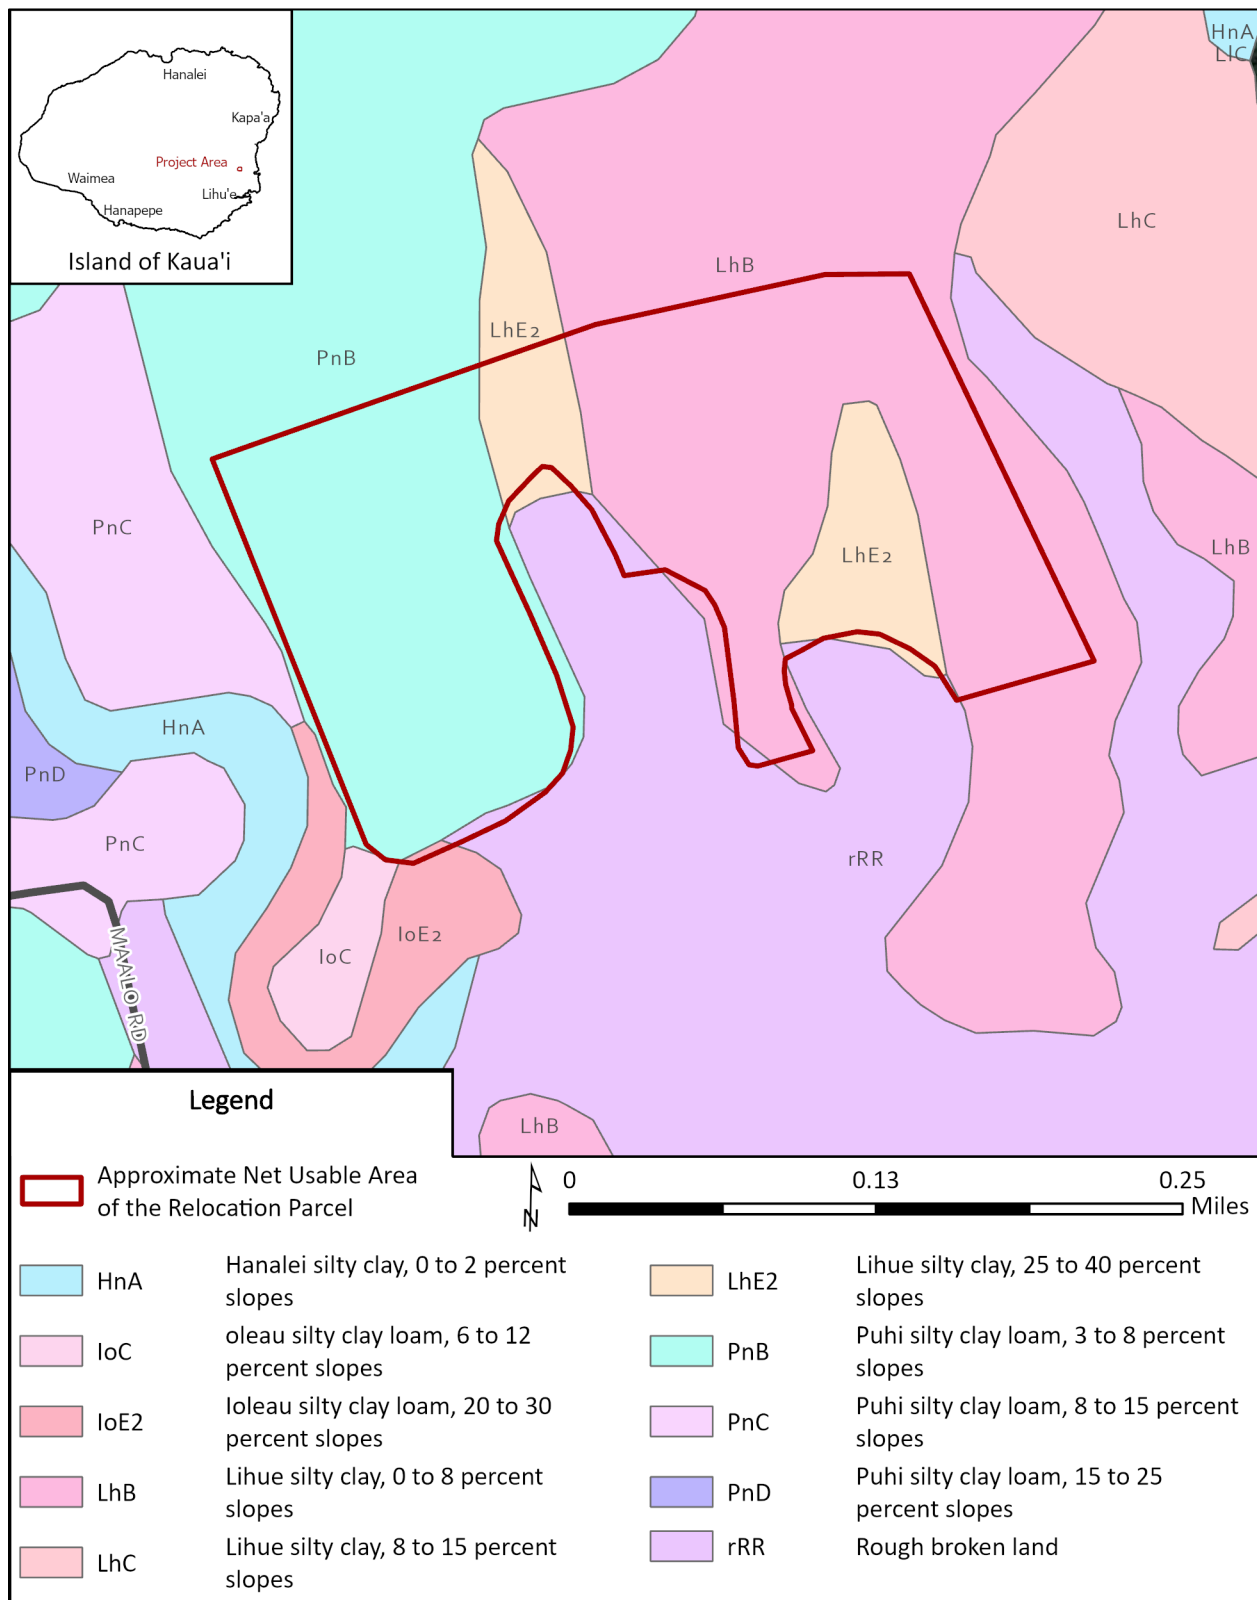 Hanalei
Kapa'a
Project Area
Waimea
Lihu'e
Hanapepe
Island of Kaua'i
HnA
LIC
LhC
LhB
LhE2
PnB
PnC
LhE2
LhB
HnA
PnD
PnC
rRR
IoE2
IoC
MAALO RD
LhB
Legend
Approximate Net Usable Area
of the Relocation Parcel
N
0 0.13 0.25
Miles
HnA Hanalei silty clay, 0 to 2 percent
slopes
IoC oleau silty clay loam, 6 to 12
percent slopes
IoE2 Ioleau silty clay loam, 20 to 30
percent slopes
LhB Lihue silty clay, 0 to 8 percent
slopes
LhC Lihue silty clay, 8 to 15 percent
slopes
LhE2 Lihue silty clay, 25 to 40 percent
slopes
PnB Puhi silty clay loam, 3 to 8 percent
slopes
PnC Puhi silty clay loam, 8 to 15 percent
slopes
PnD Puhi silty clay loam, 15 to 25
percent slopes
rRR Rough broken land